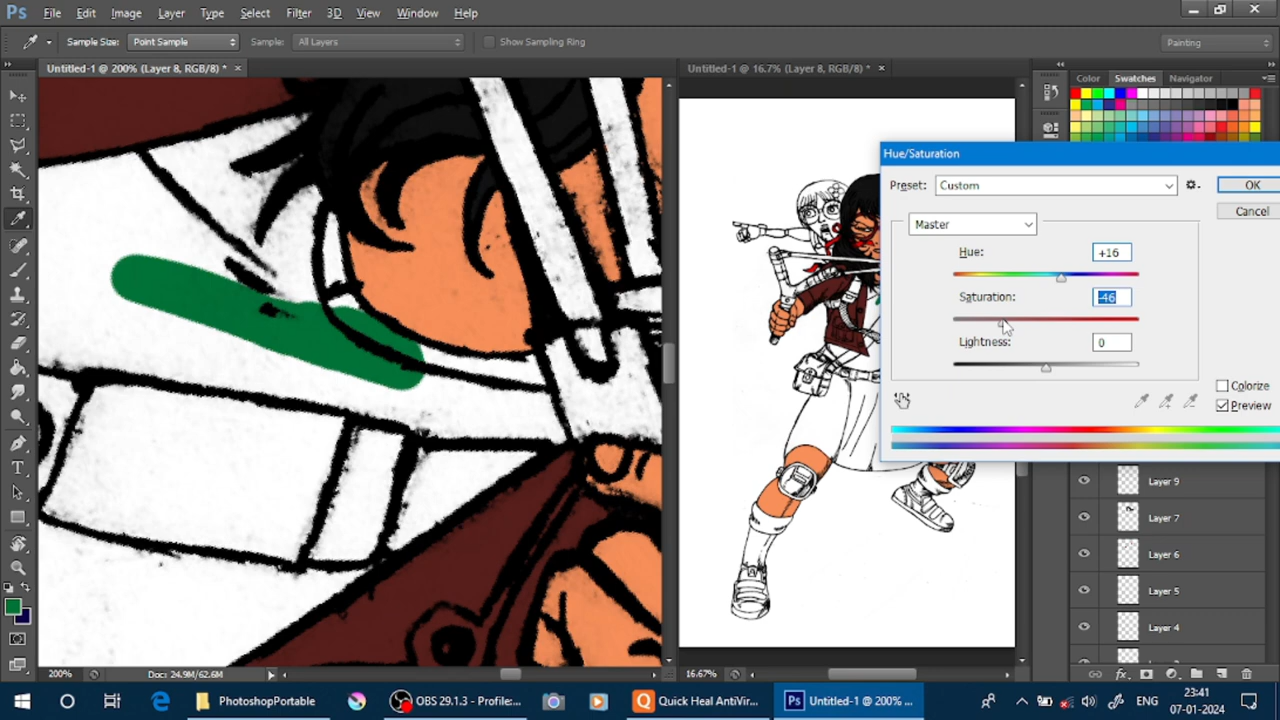 Ps File Edit Image Layer Type Select Filter 3D View Window Help
Sample Size: Point Sample Sample: All Layers Show Sampling Ring Painting
Untitled-1 @ 200% (Layer 8, RGB/8) * × Untitled-1 @ 16.7% (Layer 8, RGB/8) * × Color Swatches Navigator
Hue/Saturation
Preset: Custom OK
Cancel
Master
Hue: +16
Saturation: -46
Lightness: 0
Colorize
Preview
Layer 9
Layer 7
Layer 6
Layer 5
Layer 4
200% Doc: 24.9M/62.6M 16.67%
PhotoshopPortable OBS 29.1.3 - Profile:... Quick Heal AntiVir... Untitled-1 @ 200% ... ENG 23:41
07-01-2024